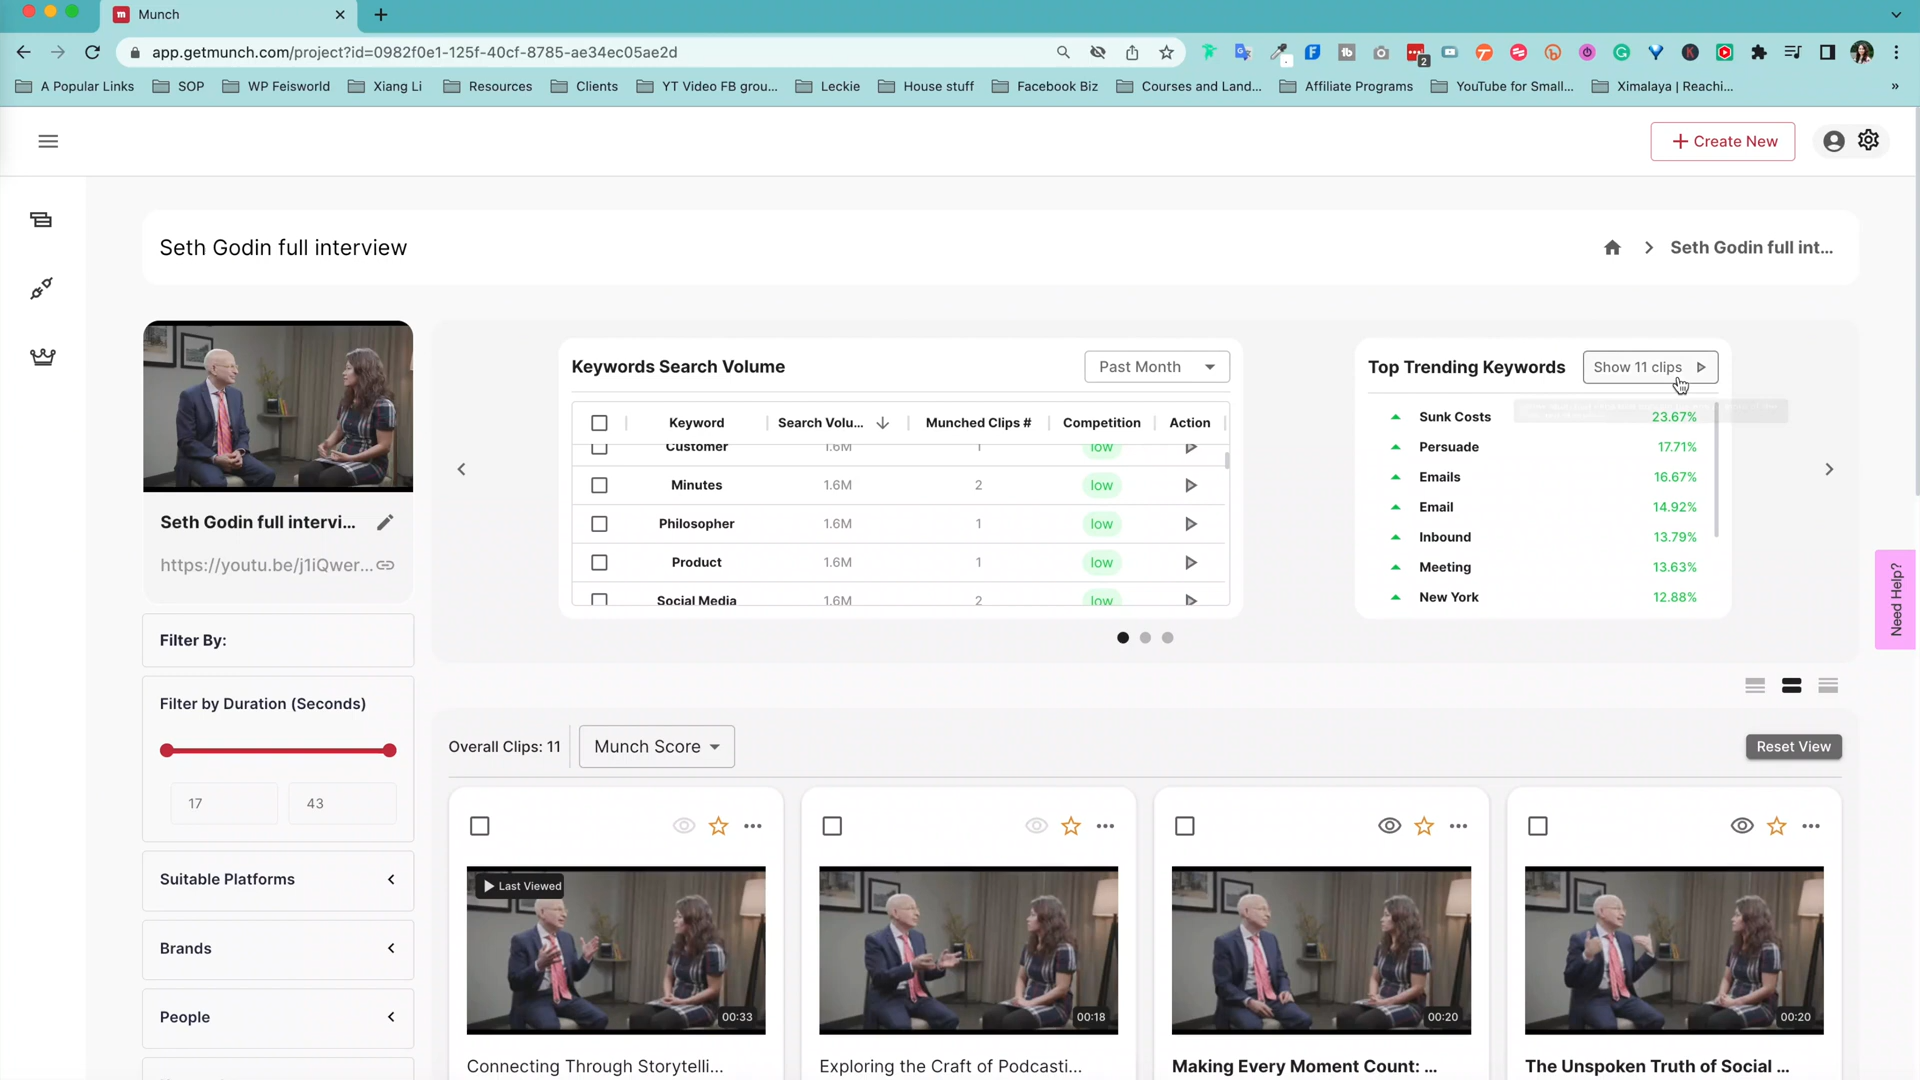 Munch
app.getmunch.com/project?id=0982f0e1-125f-40cf-8785-ae34ec05ae2d
2
A Popular Links
SOP
WP Feisworld
Xiang Li
Resources
Clients
YT Video FB grou...
Leckie
House stuff
Facebook Biz
Courses and Land...
Affiliate Programs
YouTube for Small...
Ximalaya | Reachi...
+ Create New
Seth Godin full interview
Seth Godin full int...
Keywords Search Volume
Past Month
Keyword Search Volu... Munched Clips # Competition Action
Customer 1.6M 1 low
Minutes 1.6M 2 low
Philosopher 1.6M 1 low
Product 1.6M 1 low
Social Media 1.6M 2 low
Top Trending Keywords
Show 11 clips
Sunk Costs 23.67%
Persuade 17.71%
Emails 16.67%
Email 14.92%
Inbound 13.79%
Meeting 13.63%
New York 12.88%
Need Help?
Seth Godin full intervi...
https://youtu.be/j1iQwer...
Filter By:
Filter by Duration (Seconds)
17
43
Suitable Platforms
Brands
People
Overall Clips: 11
Munch Score
Reset View
Last Viewed
00:33
00:18
00:20
00:20
Connecting Through Storytelli...
Exploring the Craft of Podcasti...
Making Every Moment Count: ...
The Unspoken Truth of Social ...